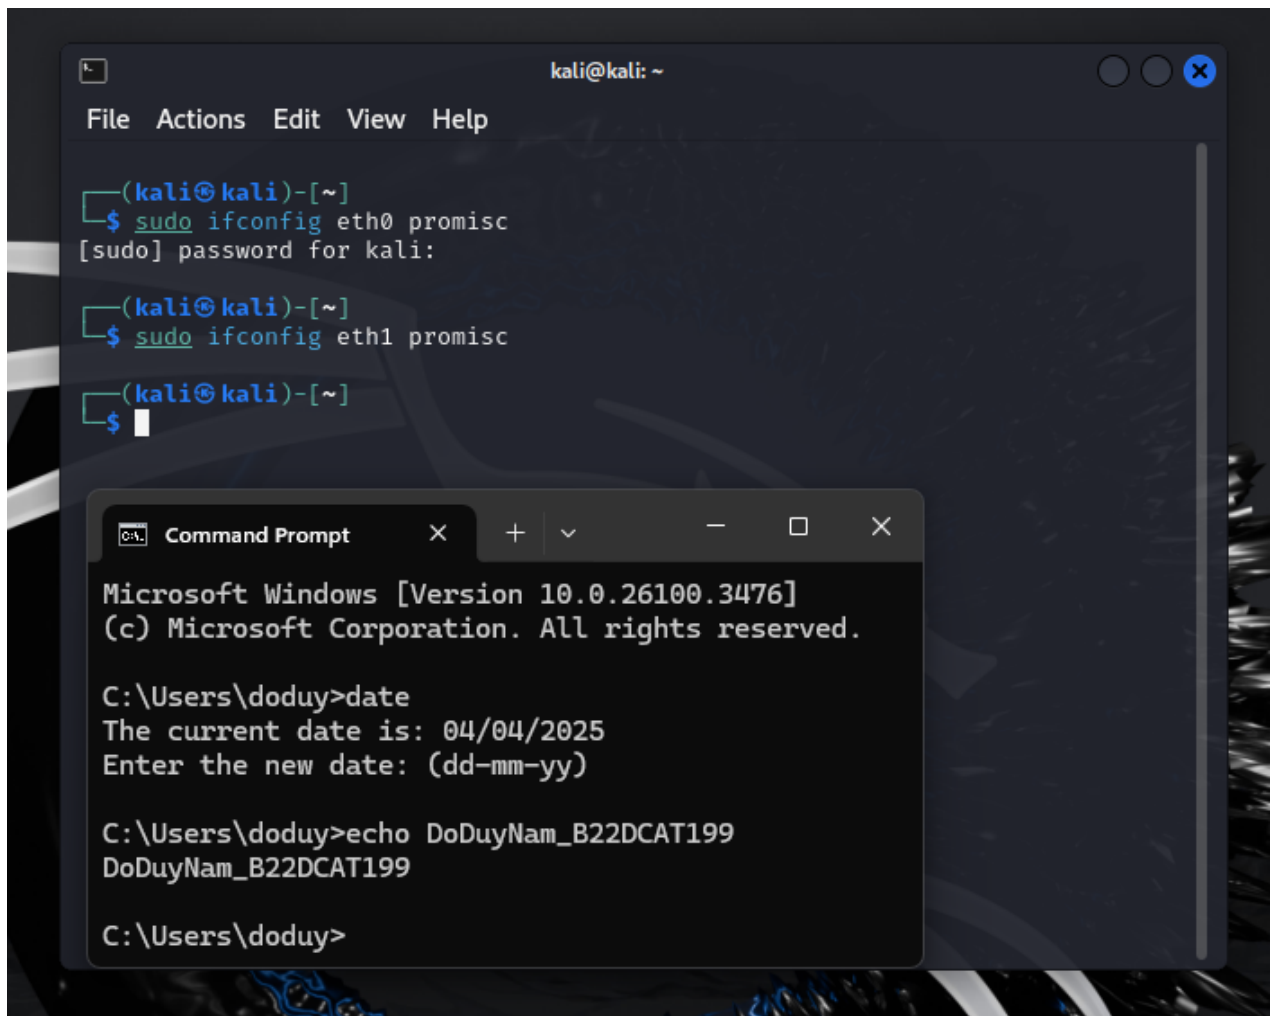 kali@kali: ~
File Actions Edit View Help
┌──(kali㉿kali)-[~]
└─$ sudo ifconfig eth0 promisc
[sudo] password for kali:
┌──(kali㉿kali)-[~]
└─$ sudo ifconfig eth1 promisc
┌──(kali㉿kali)-[~]
└─$
Command Prompt
Microsoft Windows [Version 10.0.26100.3476]
(c) Microsoft Corporation. All rights reserved.
C:\Users\doduy>date
The current date is: 04/04/2025
Enter the new date: (dd-mm-yy)
C:\Users\doduy>echo DoDuyNam_B22DCAT199
DoDuyNam_B22DCAT199
C:\Users\doduy>